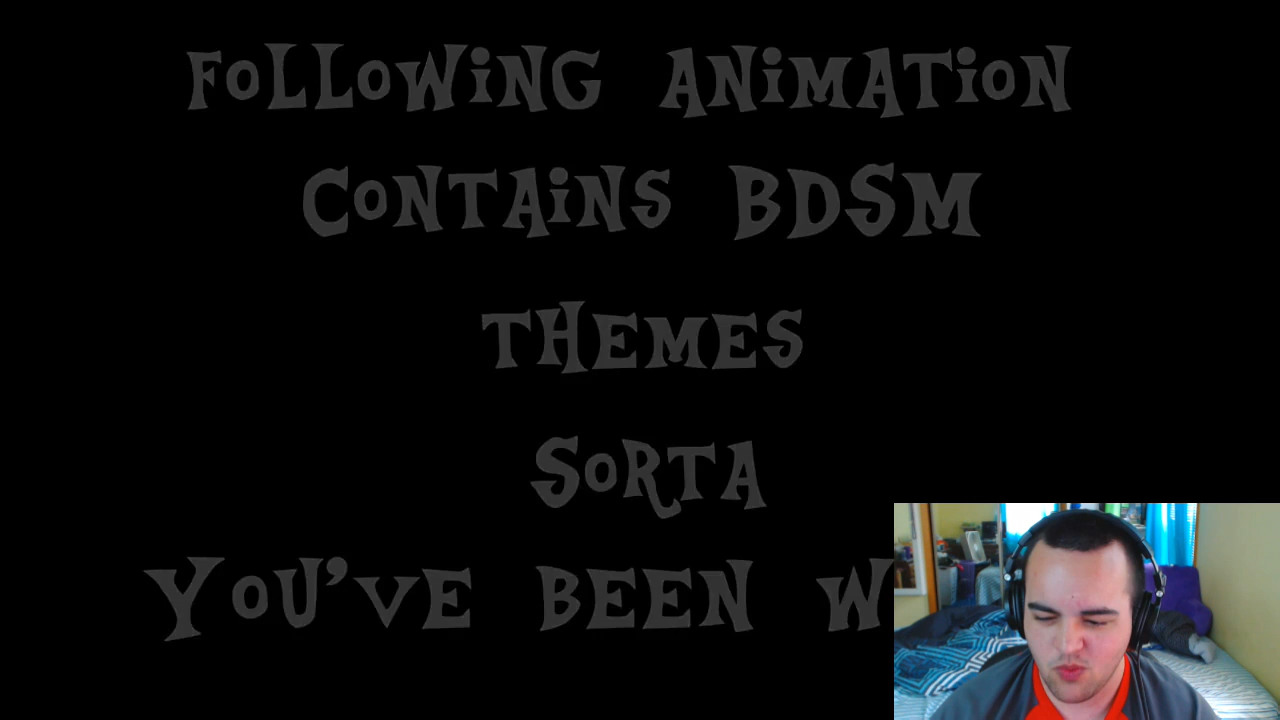 Following Animation
Contains BDSM
Themes
Sorta
You've been